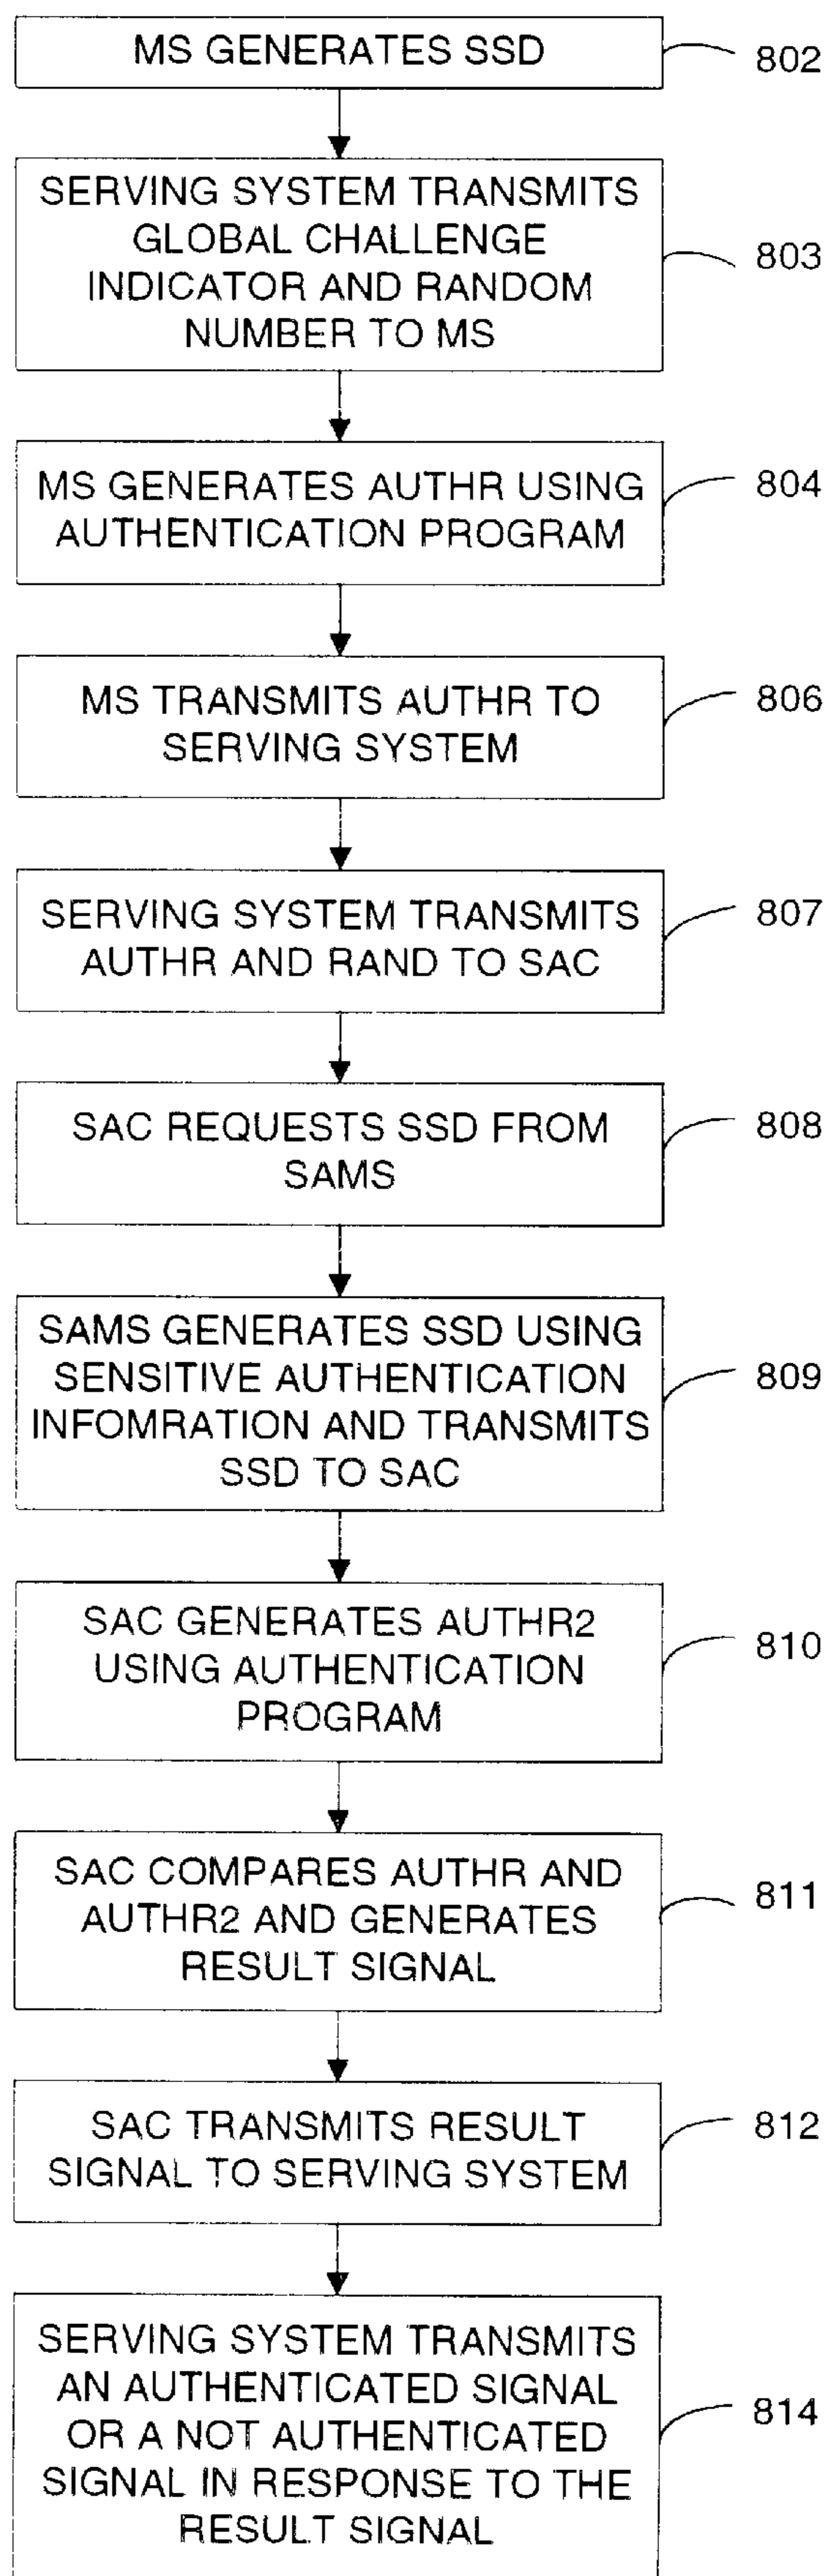 MS GENERATES SSD
802
SERVING SYSTEM TRANSMITS
GLOBAL CHALLENGE
INDICATOR AND RANDOM
NUMBER TO MS
803
MS GENERATES AUTHR USING
AUTHENTICATION PROGRAM
804
MS TRANSMITS AUTHR TO
SERVING SYSTEM
806
SERVING SYSTEM TRANSMITS
AUTHR AND RAND TO SAC
807
SAC REQUESTS SSD FROM
SAMS
808
SAMS GENERATES SSD USING
SENSITIVE AUTHENTICATION
INFOMRATION AND TRANSMITS
SSD TO SAC
809
SAC GENERATES AUTHR2
USING AUTHENTICATION
PROGRAM
810
SAC COMPARES AUTHR AND
AUTHR2 AND GENERATES
RESULT SIGNAL
811
SAC TRANSMITS RESULT
SIGNAL TO SERVING SYSTEM
812
SERVING SYSTEM TRANSMITS
AN AUTHENTICATED SIGNAL
OR A NOT AUTHENTICATED
SIGNAL IN RESPONSE TO THE
RESULT SIGNAL
814